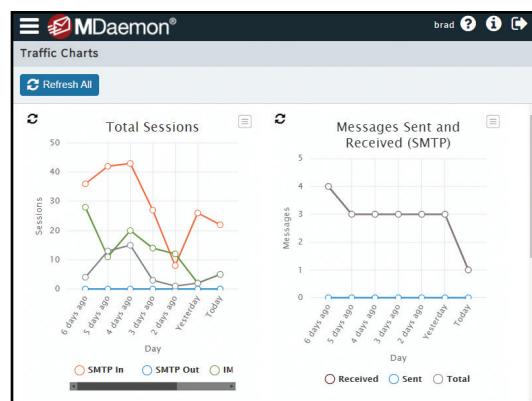 MDaemon®
brad
Traffic Charts
Refresh All
Total Sessions
50
40
30
20
10
0
Sessions
6 days ago
5 days ago
4 days ago
3 days ago
2 days ago
Yesterday
Today
Day
SMTP In SMTP Out IM
Messages Sent and
Received (SMTP)
5
4
3
2
1
0
Messages
6 days ago
5 days ago
4 days ago
3 days ago
2 days ago
Yesterday
Today
Day
Received Sent Total